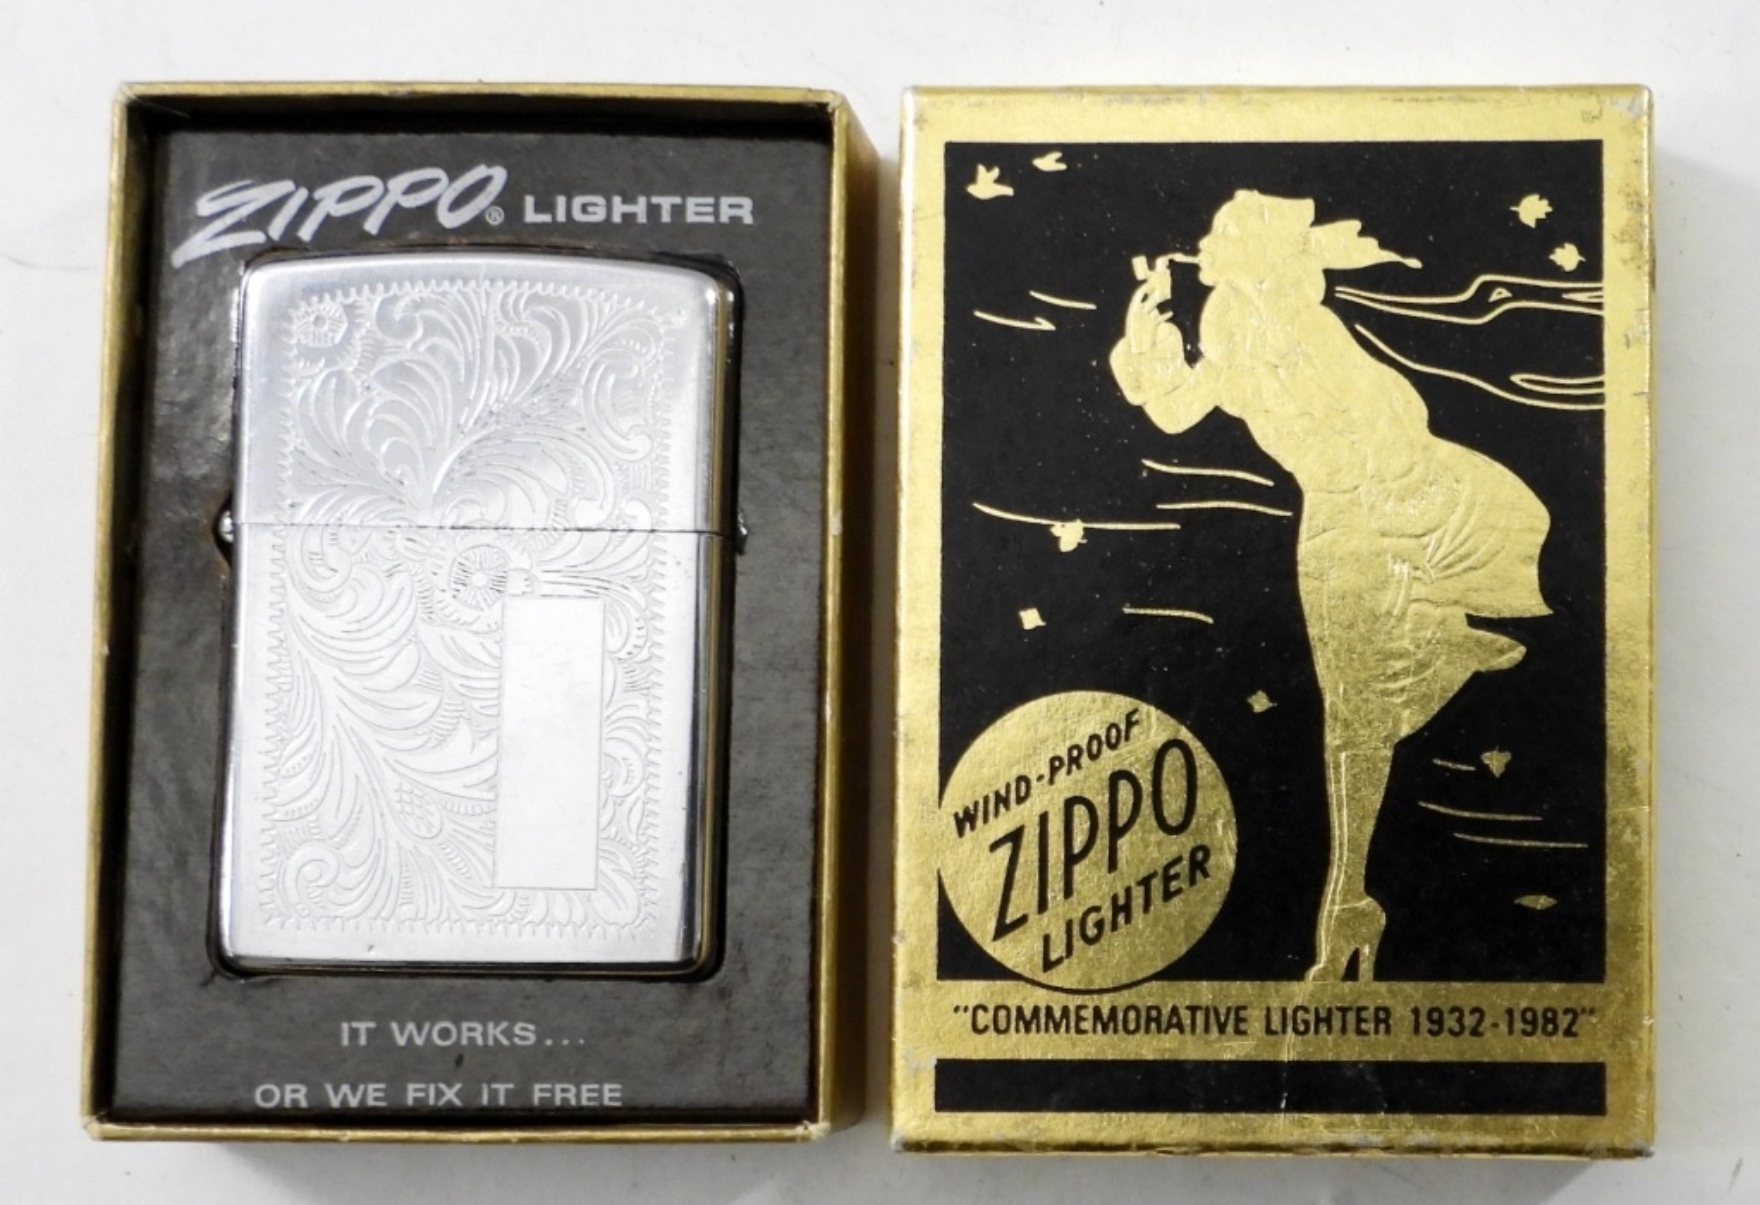 ZIPPO® LIGHTER
IT WORKS...
OR WE FIX IT FREE
WIND-PROOF
ZIPPO
LIGHTER
"COMMEMORATIVE LIGHTER 1932-1982"